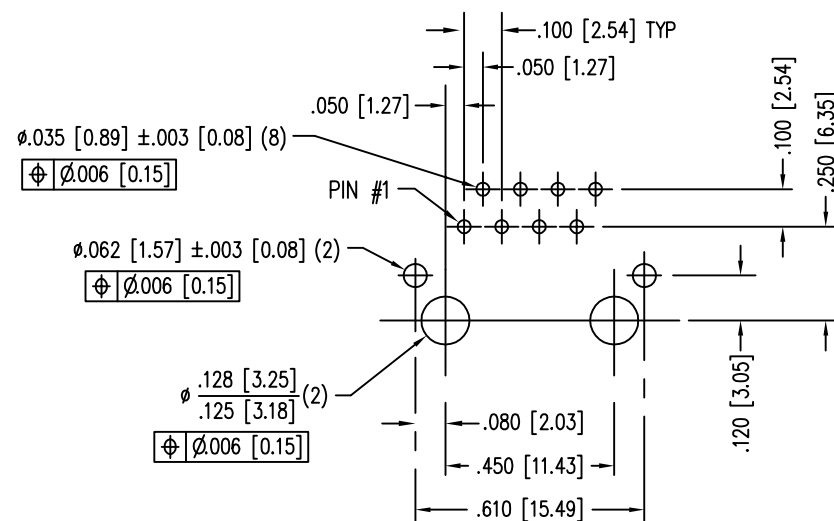 .100 [2.54] TYP
.050 [1.27]
.050 [1.27]
.100 [2.54]
.250 [6.35]
ø.035 [0.89] ±.003 [0.08] (8)
⌖ Ø.006 [0.15]
PIN #1
ø.062 [1.57] ±.003 [0.08] (2)
⌖ Ø.006 [0.15]
ø .128 [3.25]
.125 [3.18] (2)
⌖ Ø.006 [0.15]
.120 [3.05]
.080 [2.03]
.450 [11.43]
.610 [15.49]